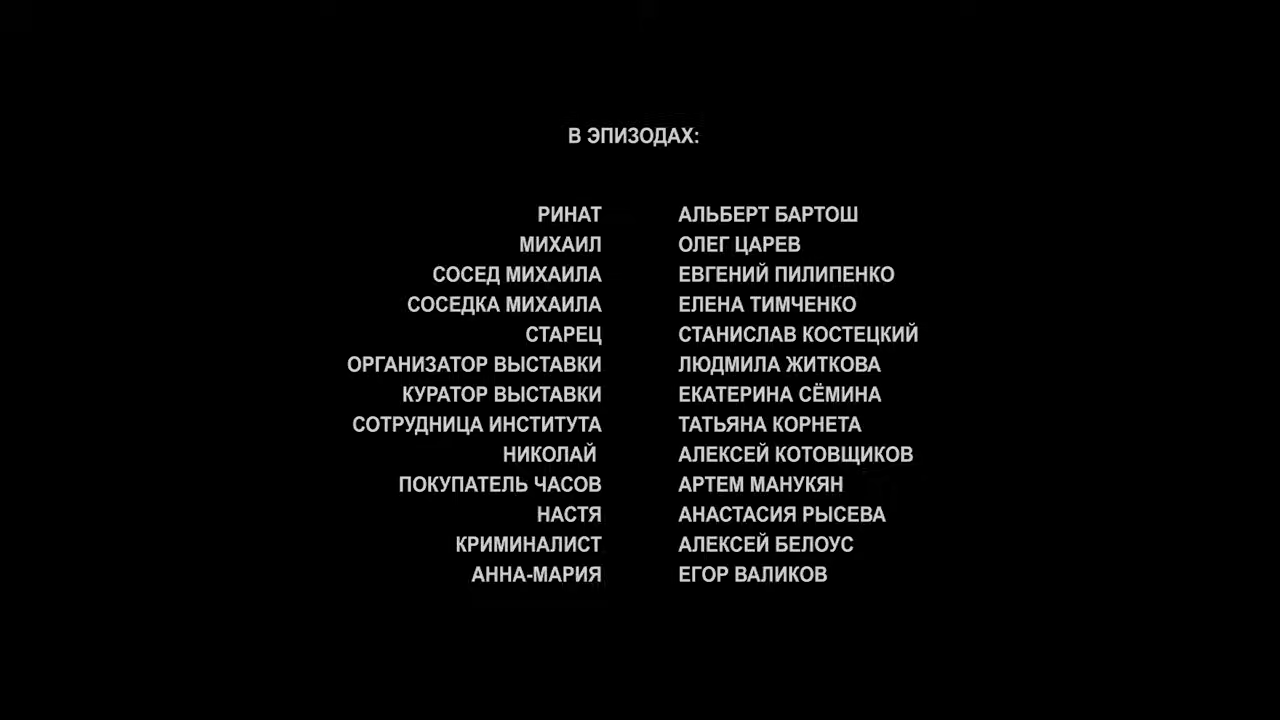 В ЭПИЗОДАХ:
РИНАТ АЛЬБЕРТ БАРТОШ
МИХАИЛ ОЛЕГ ЦАРЕВ
СОСЕД МИХАИЛА ЕВГЕНИЙ ПИЛИПЕНКО
СОСЕДКА МИХАИЛА ЕЛЕНА ТИМЧЕНКО
СТАРЕЦ СТАНИСЛАВ КОСТЕЦКИЙ
ОРГАНИЗАТОР ВЫСТАВКИ ЛЮДМИЛА ЖИТКОВА
КУРАТОР ВЫСТАВКИ ЕКАТЕРИНА СЁМИНА
СОТРУДНИЦА ИНСТИТУТА ТАТЬЯНА КОРНЕТА
НИКОЛАЙ АЛЕКСЕЙ КОТОВЩИКОВ
ПОКУПАТЕЛЬ ЧАСОВ АРТЕМ МАНУКЯН
НАСТЯ АНАСТАСИЯ РЫСЕВА
КРИМИНАЛИСТ АЛЕКСЕЙ БЕЛОУС
АННА-МАРИЯ ЕГОР ВАЛИКОВ